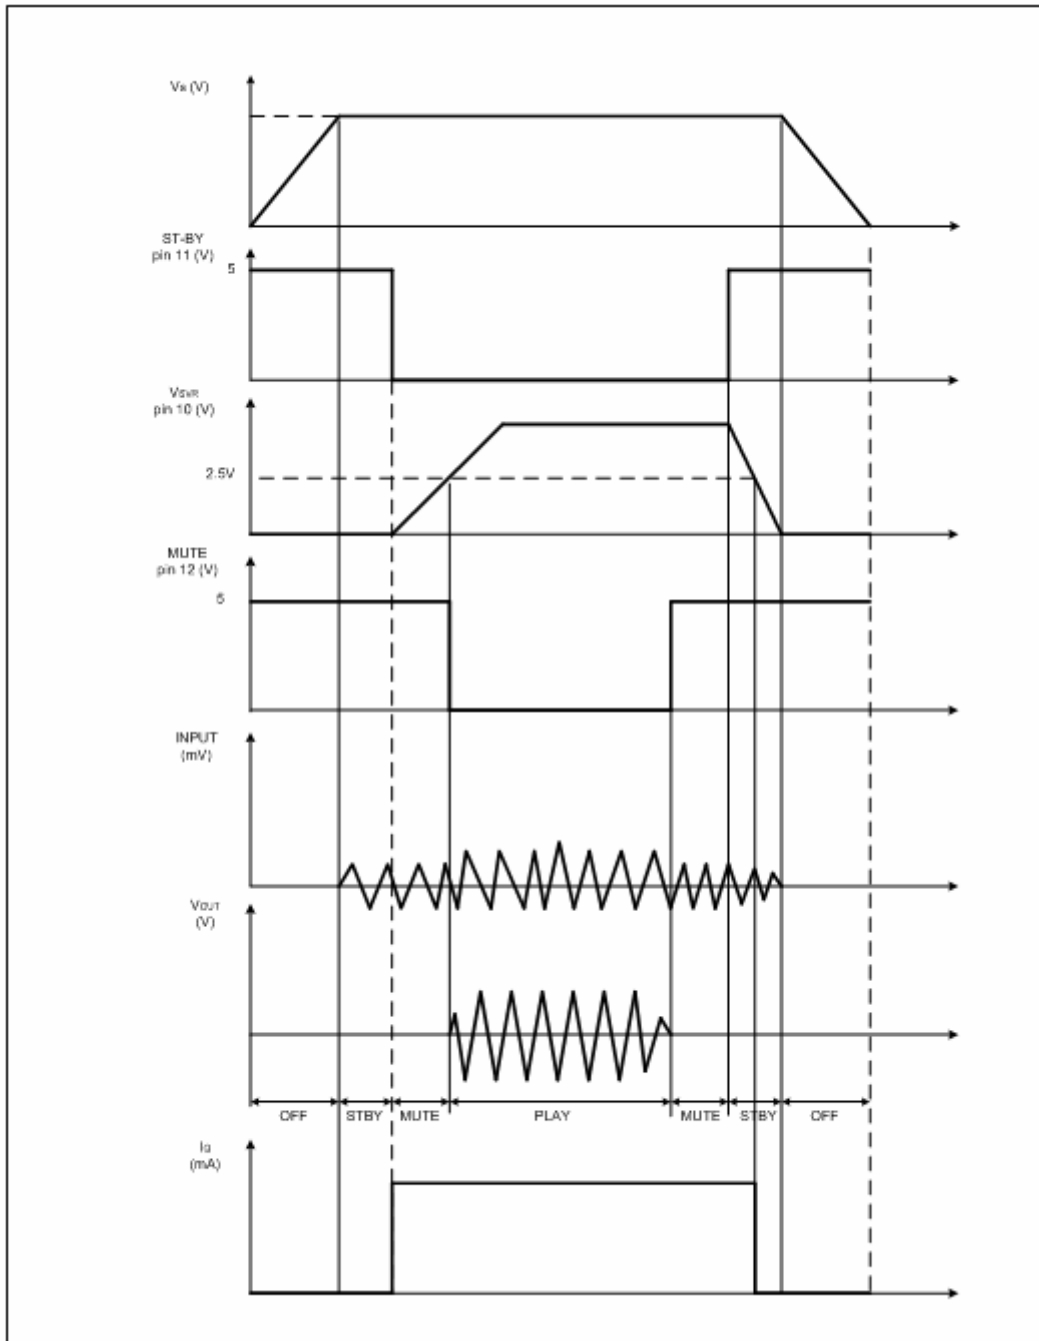 Vs (V)
ST-BY
pin 11 (V)
5
VSVR
pin 10 (V)
2.5V
MUTE
pin 12 (V)
5
INPUT
(mV)
VOUT
(V)
OFF STBY MUTE PLAY MUTE STBY OFF
IQ
(mA)